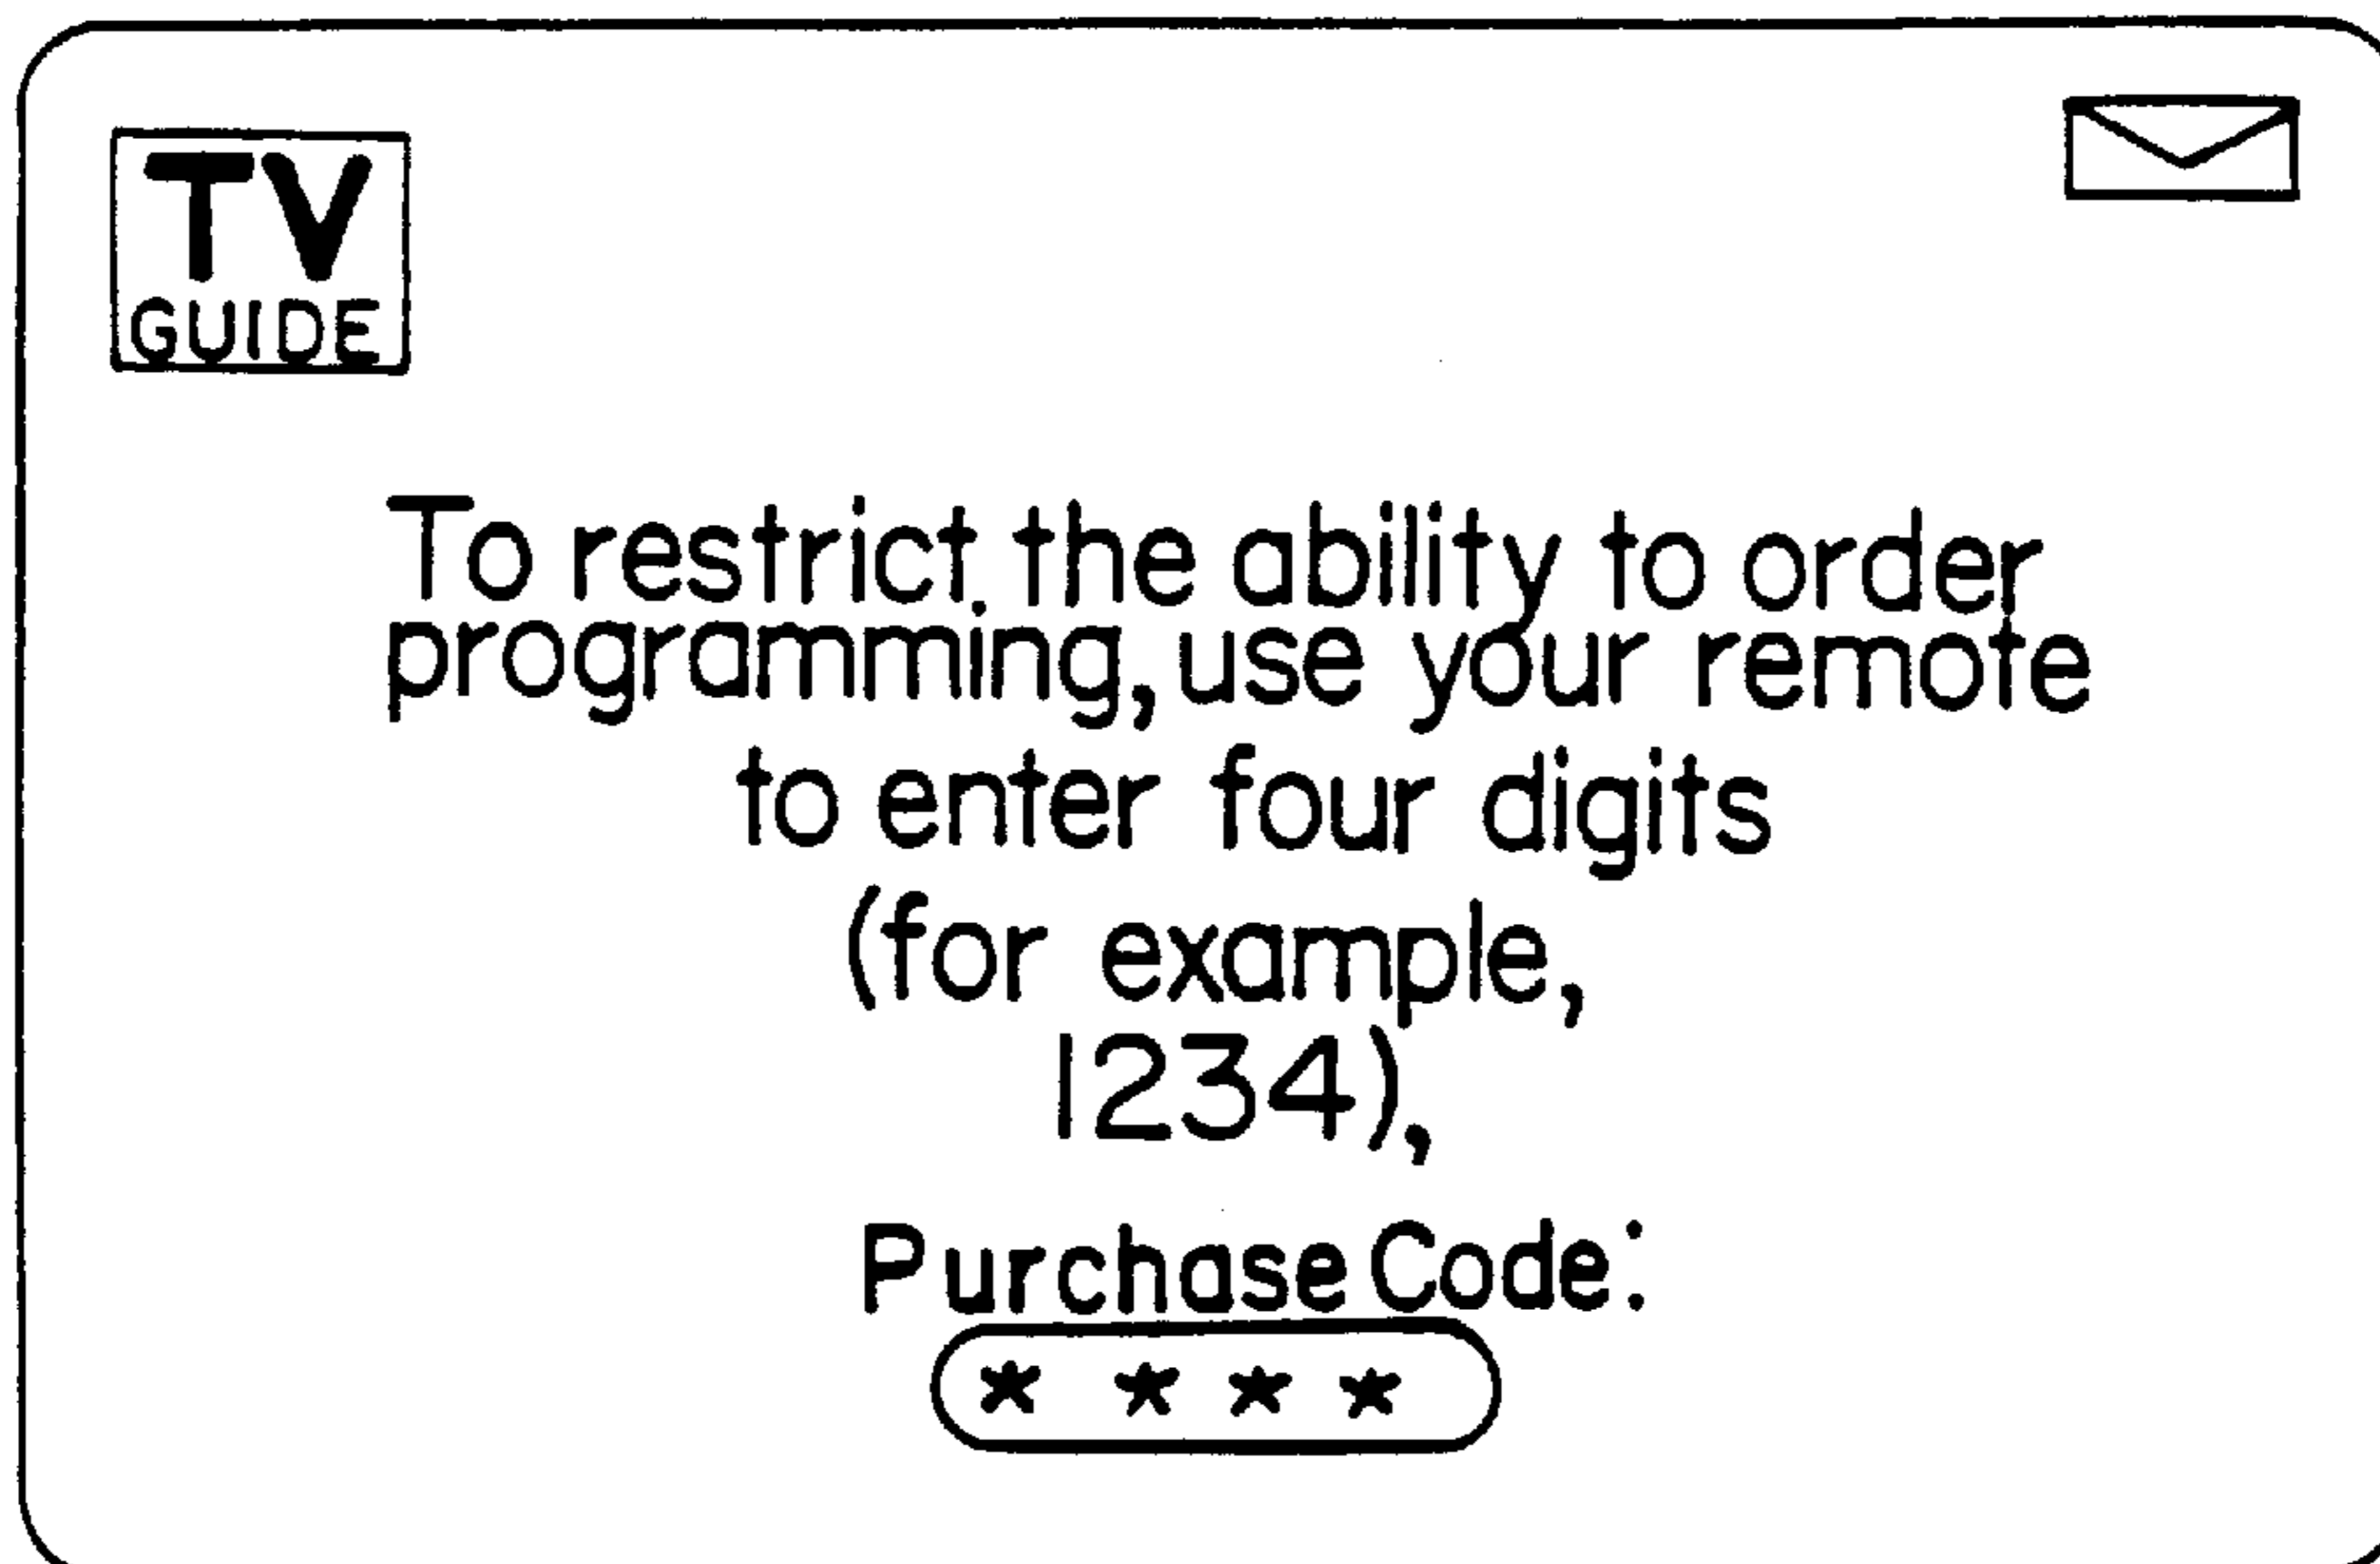 TV
GUIDE
To restrict the ability to order
programming, use your remote
to enter four digits
(for example,
1234),
Purchase Code:
* * * *